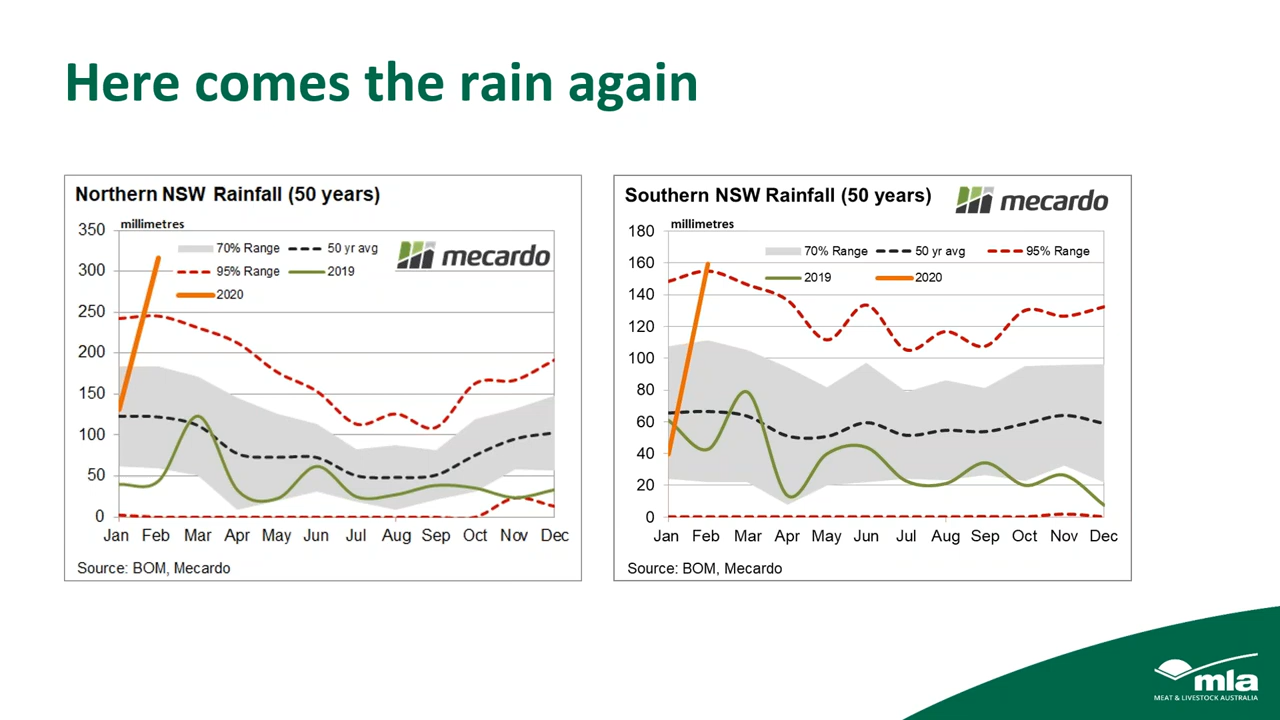 Here comes the rain again
Northern NSW Rainfall (50 years)
millimetres
350
300
250
200
150
100
50
0
70% Range
50 yr avg
95% Range
2019
2020
mecardo
Jan Feb Mar Apr May Jun Jul Aug Sep Oct Nov Dec
Source: BOM, Mecardo
Southern NSW Rainfall (50 years)
mecardo
millimetres
180
160
140
120
100
80
60
40
20
0
70% Range
50 yr avg
95% Range
2019
2020
Jan Feb Mar Apr May Jun Jul Aug Sep Oct Nov Dec
Source: BOM, Mecardo
mla
MEAT & LIVESTOCK AUSTRALIA